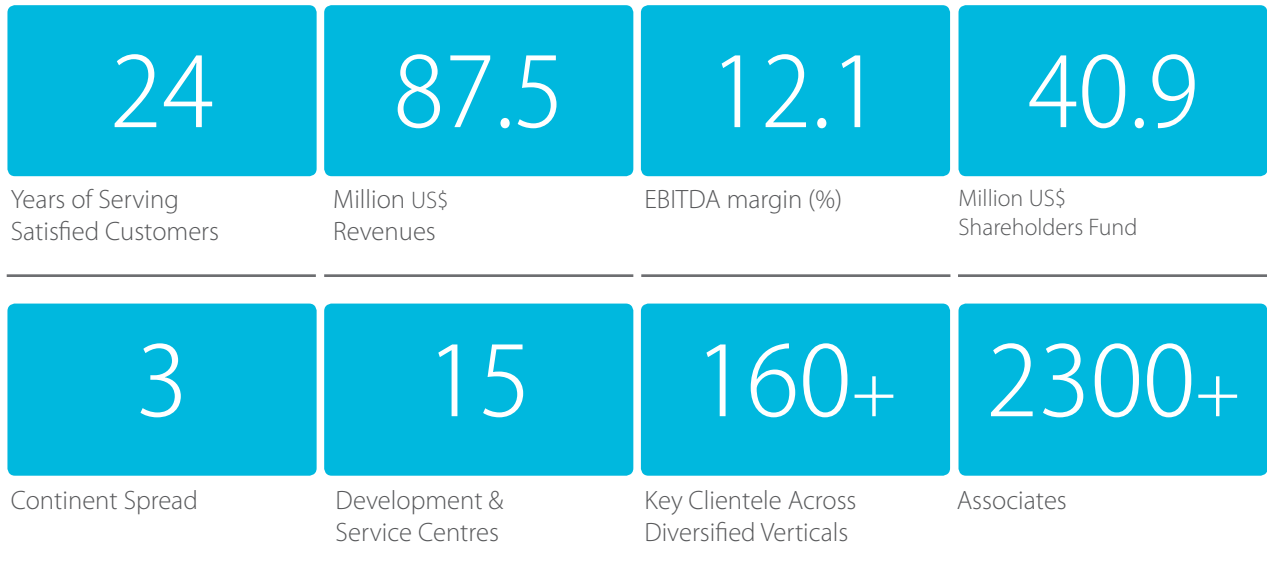 24
Years of Serving
Satisfied Customers
87.5
Million US$
Revenues
12.1
EBITDA margin (%)
40.9
Million US$
Shareholders Fund
3
Continent Spread
15
Development &
Service Centres
160+
Key Clientele Across
Diversified Verticals
2300+
Associates